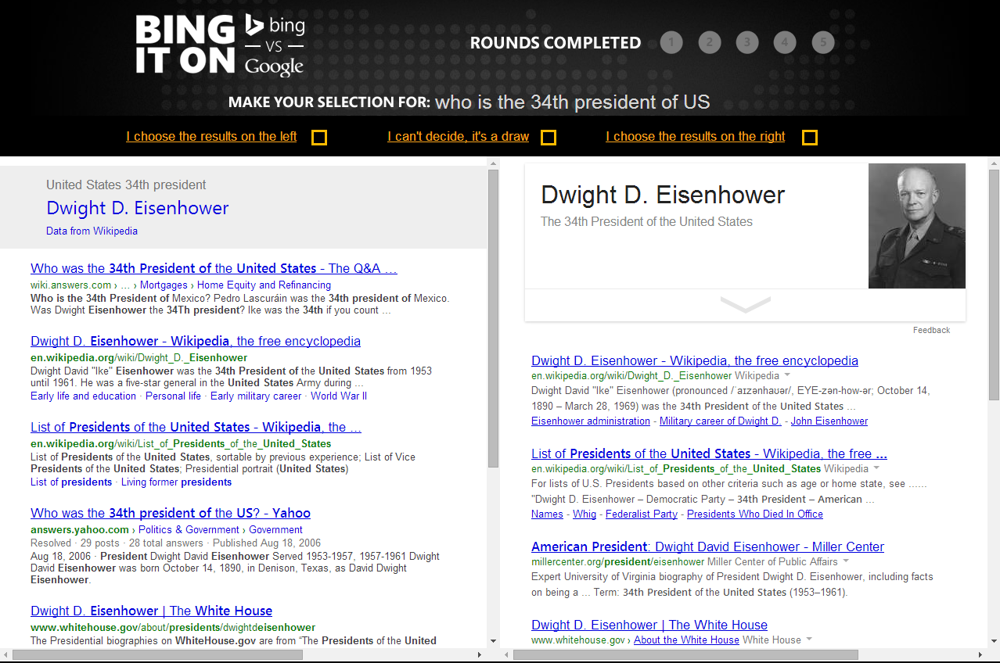 BING
IT ON
bing
VS
Google
ROUNDS COMPLETED 1 2 3 4 5
MAKE YOUR SELECTION FOR: who is the 34th president of US
I choose the results on the left
I can't decide, it's a draw
I choose the results on the right
United States 34th president
Dwight D. Eisenhower
Data from Wikipedia
Who was the 34th President of the United States - The Q&A ...
wiki.answers.com › ... › Mortgages › Home Equity and Refinancing
Who is the 34th President of Mexico? Pedro Lascuráin was the 34th president of Mexico.
Was Dwight Eisenhower the 34Th president? Ike was the 34th if you count ...
Dwight D. Eisenhower - Wikipedia, the free encyclopedia
en.wikipedia.org/wiki/Dwight_D._Eisenhower
Dwight David "Ike" Eisenhower was the 34th President of the United States from 1953
until 1961. He was a five-star general in the United States Army during ...
Early life and education · Personal life · Early military career · World War II
List of Presidents of the United States - Wikipedia, the ...
en.wikipedia.org/wiki/List_of_Presidents_of_the_United_States
List of Presidents of the United States, sortable by previous experience; List of Vice
Presidents of the United States; Presidential portrait (United States)
List of presidents · Living former presidents
Who was the 34th president of the US? - Yahoo
answers.yahoo.com › Politics & Government › Government
Resolved · 29 posts · 28 total answers · Published Aug 18, 2006
Aug 18, 2006 · President Dwight David Eisenhower Served 1953-1957, 1957-1961 Dwight
David Eisenhower was born October 14, 1890, in Denison, Texas, as David Dwight
Eisenhower.
Dwight D. Eisenhower | The White House
www.whitehouse.gov/about/presidents/dwightdeisenhower
The Presidential biographies on WhiteHouse.gov are from “The Presidents of the United
Dwight D. Eisenhower
The 34th President of the United States
Feedback
Dwight D. Eisenhower - Wikipedia, the free encyclopedia
en.wikipedia.org/wiki/Dwight_D._Eisenhower Wikipedia
Dwight David "Ike" Eisenhower (pronounced /ˈaɪzənhaʊər/, EYE-zən-how-ər; October 14,
1890 – March 28, 1969) was the 34th President of the United States ...
Eisenhower administration - Military career of Dwight D. - John Eisenhower
List of Presidents of the United States - Wikipedia, the free ...
en.wikipedia.org/wiki/List_of_Presidents_of_the_United_States Wikipedia
For lists of U.S. Presidents based on other criteria such as age or home state, see ......
"Dwight D. Eisenhower – Democratic Party – 34th President – American ...
Names - Whig - Federalist Party - Presidents Who Died In Office
American President: Dwight David Eisenhower - Miller Center
millercenter.org/president/eisenhower Miller Center of Public Affairs
Expert University of Virginia biography of President Dwight D. Eisenhower, including facts
on being a ... Term: 34th President of the United States (1953–1961).
Dwight D. Eisenhower | The White House
www.whitehouse.gov › About the White House White House